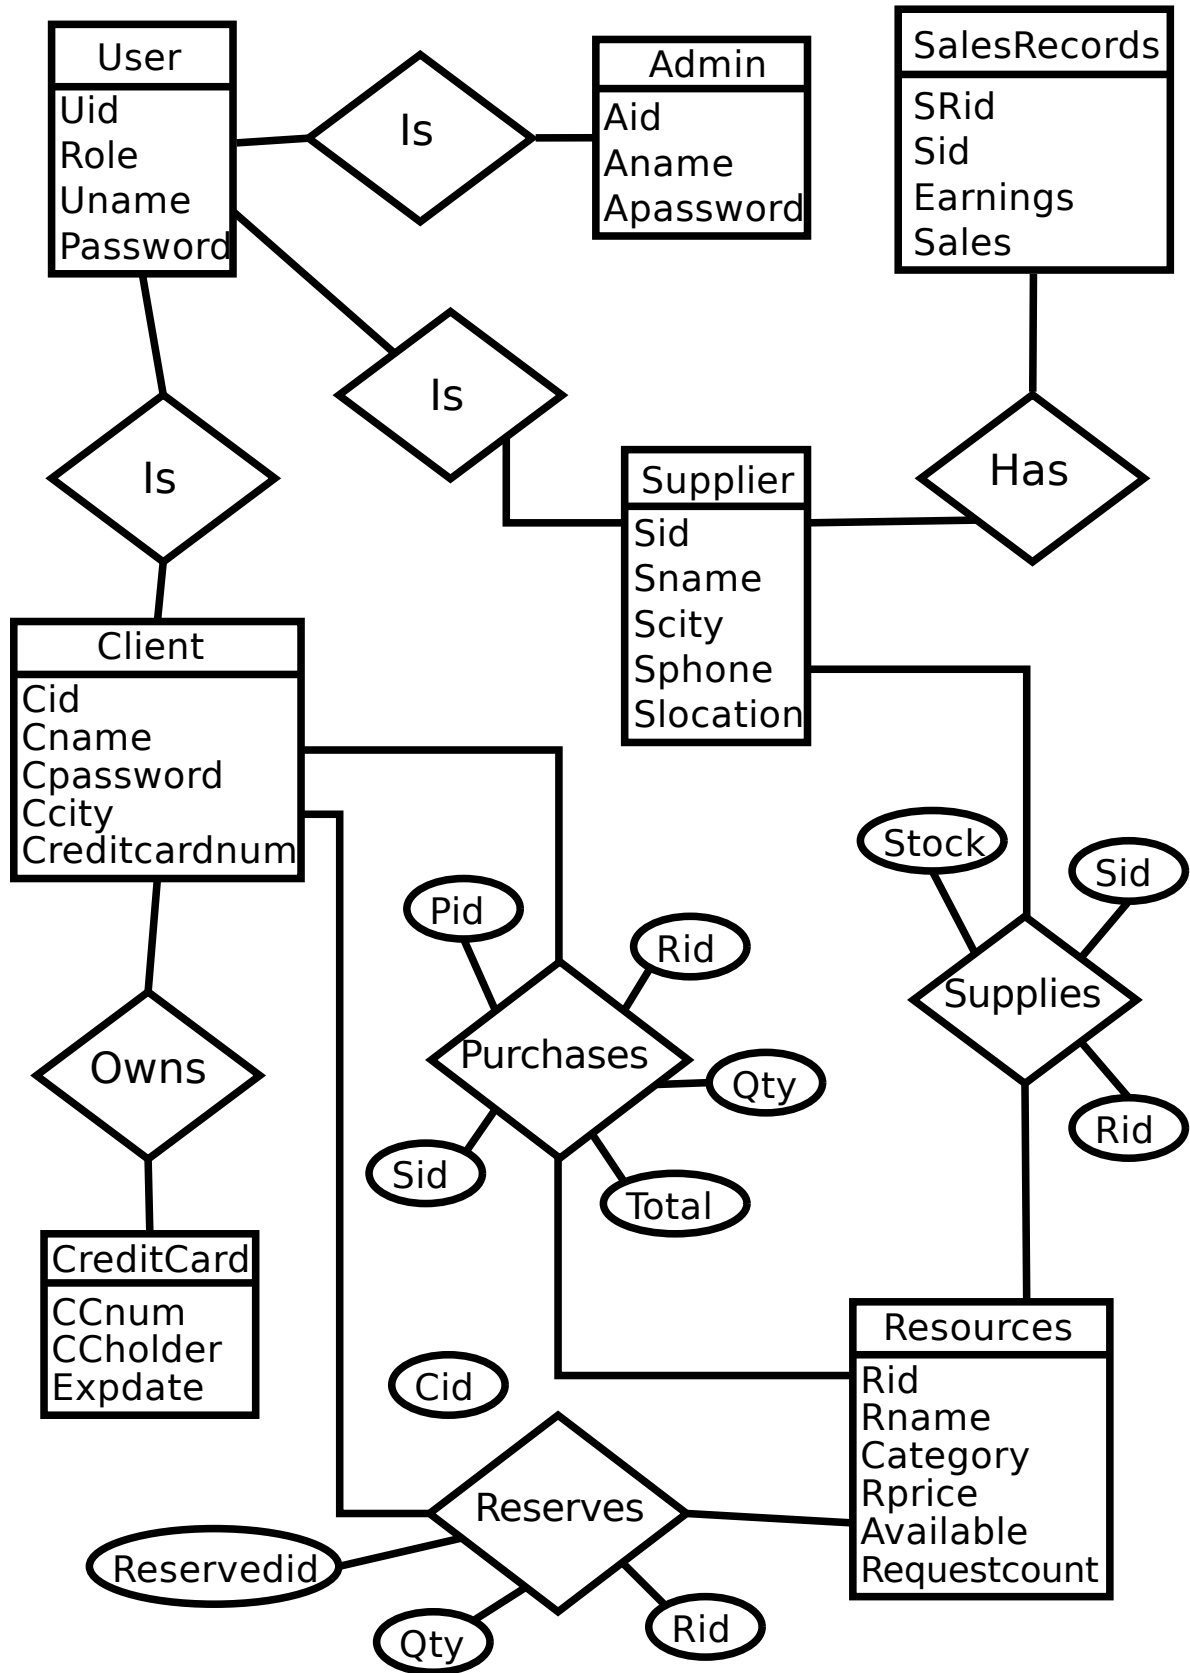 User
Uid
Role
Uname
Password
Is
Admin
Aid
Aname
Apassword
SalesRecords
SRid
Sid
Earnings
Sales
Is
Is
Has
Supplier
Sid
Sname
Scity
Sphone
Slocation
Client
Cid
Cname
Cpassword
Ccity
Creditcardnum
Stock
Sid
Supplies
Rid
Pid
Rid
Purchases
Qty
Sid
Total
Owns
CreditCard
CCnum
CCholder
Expdate
Resources
Rid
Rname
Category
Rprice
Available
Requestcount
Cid
Reserves
Reservedid
Qty
Rid